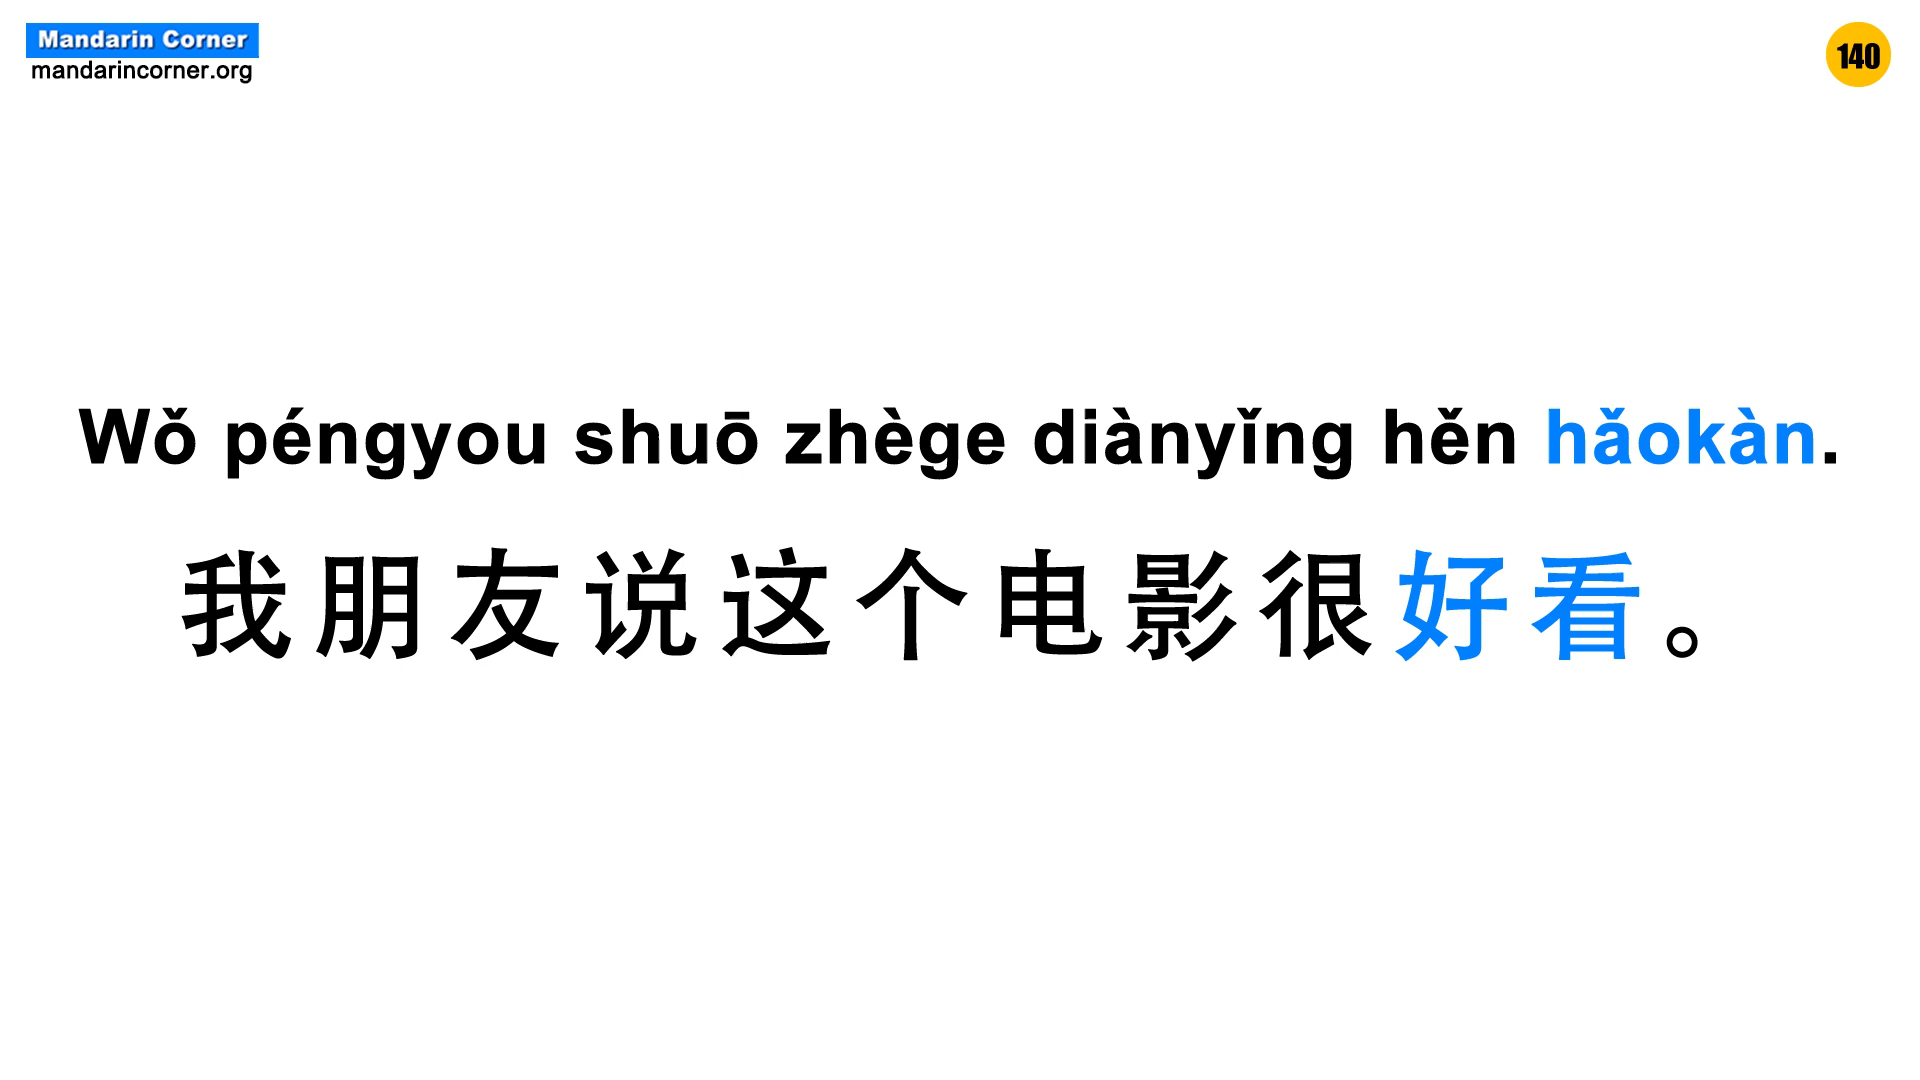 Mandarin Corner
mandarincorner.org
140
Wǒ péngyou shuō zhège diànyǐng hěn hǎokàn.
我朋友说这个电影很好看。